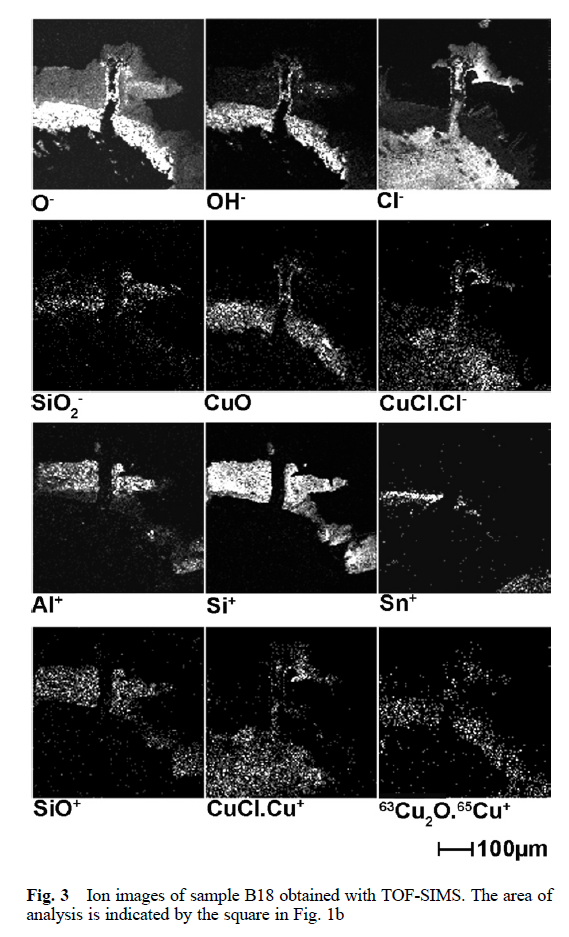 O⁻ OH⁻ Cl⁻
SiO₂⁻ CuO CuCl.Cl⁻
Al⁺ Si⁺ Sn⁺
SiO⁺ CuCl.Cu⁺ ⁶³Cu₂O.⁶⁵Cu⁺
100µm
Fig. 3 Ion images of sample B18 obtained with TOF-SIMS. The area of
analysis is indicated by the square in Fig. 1b